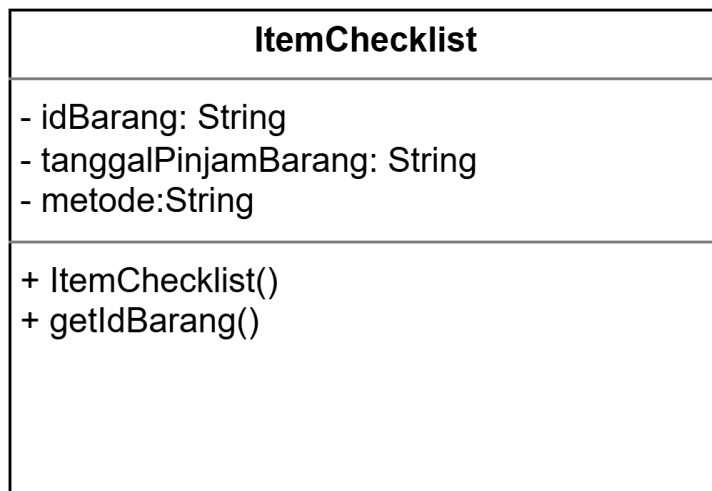 ItemChecklist
- idBarang: String
- tanggalPinjamBarang: String
- metode:String
+ ItemChecklist()
+ getIdBarang()